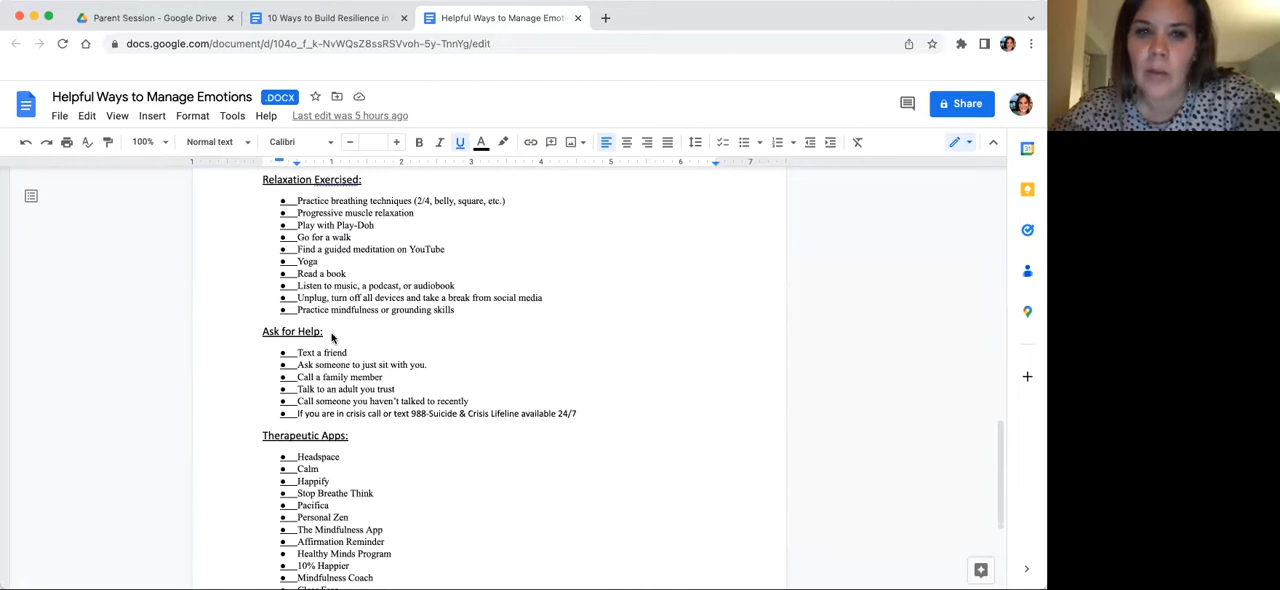 Parent Session - Google Drive
10 Ways to Build Resilience in
Helpful Ways to Manage Emoti
docs.google.com/document/d/104o_f_k-NvWQsZ8ssRSVvoh-5y-TnnYg/edit
Helpful Ways to Manage Emotions .DOCX
Share
File Edit View Insert Format Tools Help Last edit was 5 hours ago
100% Normal text Calibri B I U A
1 1 2 3 4 5 6 7
Relaxation Exercised:
Practice breathing techniques (2/4, belly, square, etc.)
Progressive muscle relaxation
Play with Play-Doh
Go for a walk
Find a guided meditation on YouTube
Yoga
Read a book
Listen to music, a podcast, or audiobook
Unplug, turn off all devices and take a break from social media
Practice mindfulness or grounding skills
Ask for Help:
Text a friend
Ask someone to just sit with you.
Call a family member
Talk to an adult you trust
Call someone you haven't talked to recently
If you are in crisis call or text 988-Suicide & Crisis Lifeline available 24/7
Therapeutic Apps:
Headspace
Calm
Happify
Stop Breathe Think
Pacifica
Personal Zen
The Mindfulness App
Affirmation Reminder
Healthy Minds Program
10% Happier
Mindfulness Coach